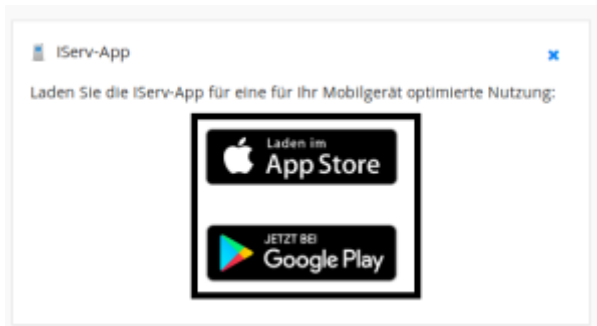 IServ-App
Laden Sie die IServ-App für eine für Ihr Mobilgerät optimierte Nutzung:
Laden im
App Store
JETZT BEI
Google Play